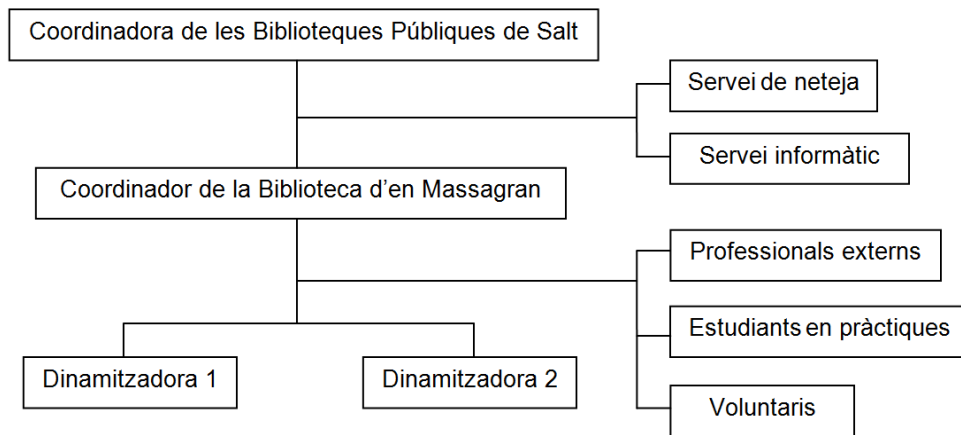 Coordinadora de les Biblioteques Públiques de Salt
Servei de neteja
Servei informàtic
Coordinador de la Biblioteca d'en Massagran
Professionals externs
Estudiants en pràctiques
Dinamitzadora 1
Dinamitzadora 2
Voluntaris